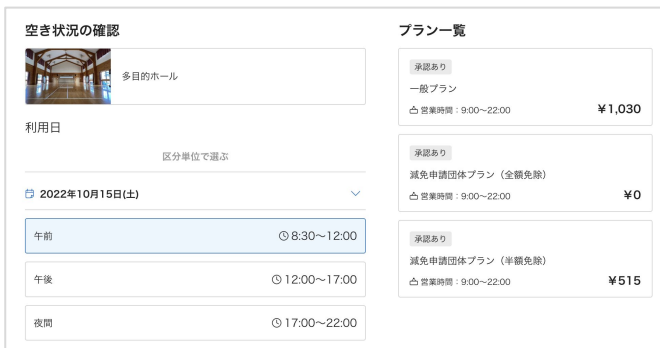 空き状況の確認
多目的ホール
利用日
区分単位で選ぶ
2022年10月15日(土)
午前 8:30〜12:00
午後 12:00〜17:00
夜間 17:00〜22:00
プラン一覧
承認あり
一般プラン
営業時間：9:00〜22:00 ¥1,030
承認あり
減免申請団体プラン（全額免除）
営業時間：9:00〜22:00 ¥0
承認あり
減免申請団体プラン（半額免除）
営業時間：9:00〜22:00 ¥515